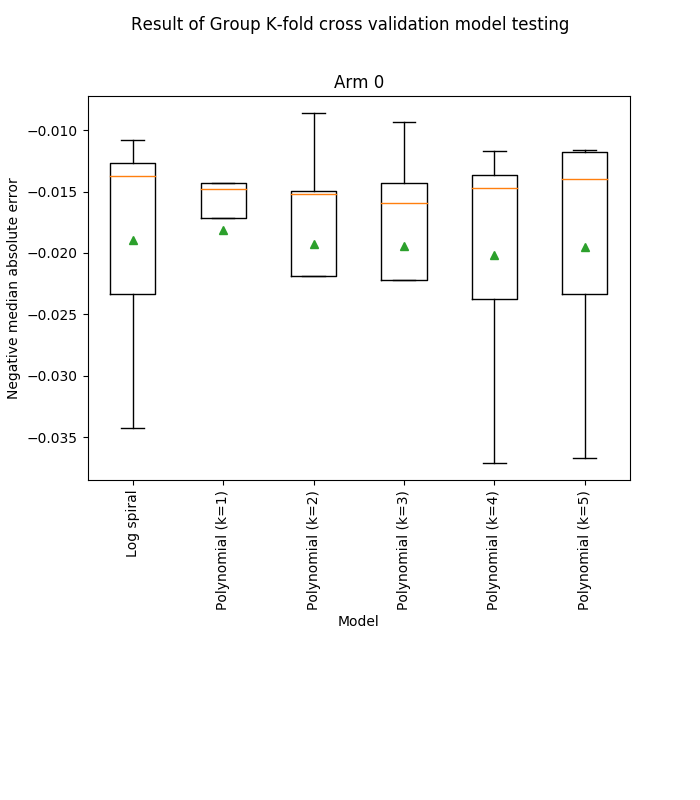 Result of Group K-fold cross validation model testing
Arm 0
Negative median absolute error
−0.010
−0.015
−0.020
−0.025
−0.030
−0.035
Log spiral
Polynomial (k=1)
Polynomial (k=2)
Polynomial (k=3)
Polynomial (k=4)
Polynomial (k=5)
Model